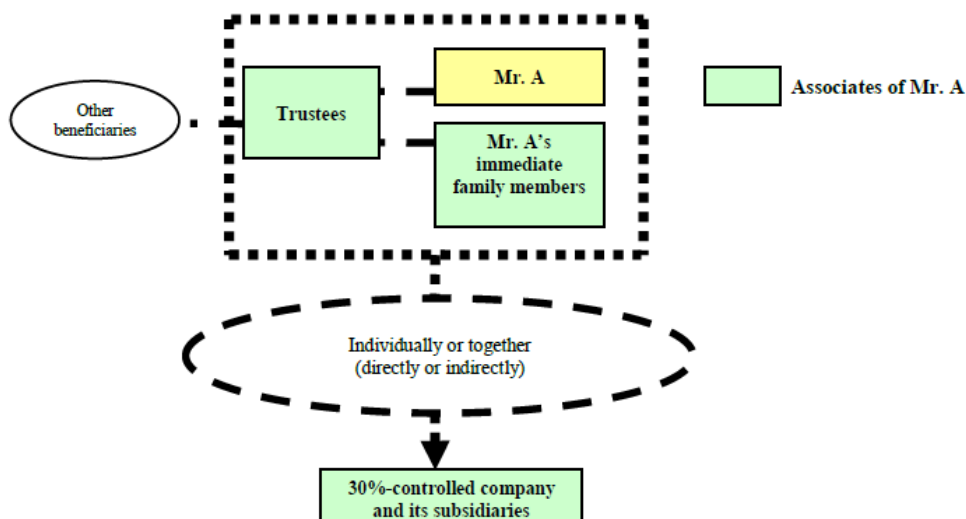 Mr. A
Associates of Mr. A
Other
beneficiaries
Trustees
Mr. A's
immediate
family members
Individually or together
(directly or indirectly)
30%-controlled company
and its subsidiaries